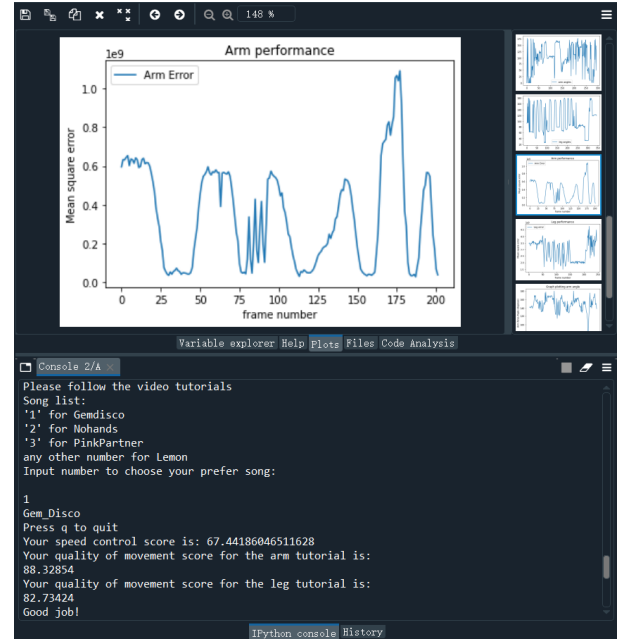 148 %
Arm performance
1e9
Arm Error
1.0
0.8
0.6
0.4
0.2
0.0
Mean square error
0 25 50 75 100 125 150 175 200
frame number
Variable explorer Help Plots Files Code Analysis
Console 2/A
Please follow the video tutorials
Song list:
'1' for Gemdisco
'2' for Nohands
'3' for PinkPartner
any other number for Lemon
Input number to choose your prefer song:
1
Gem_Disco
Press q to quit
Your speed control score is: 67.44186046511628
Your quality of movement score for the arm tutorial is:
88.32854
Your quality of movement score for the leg tutorial is:
82.73424
Good job!
IPython console History